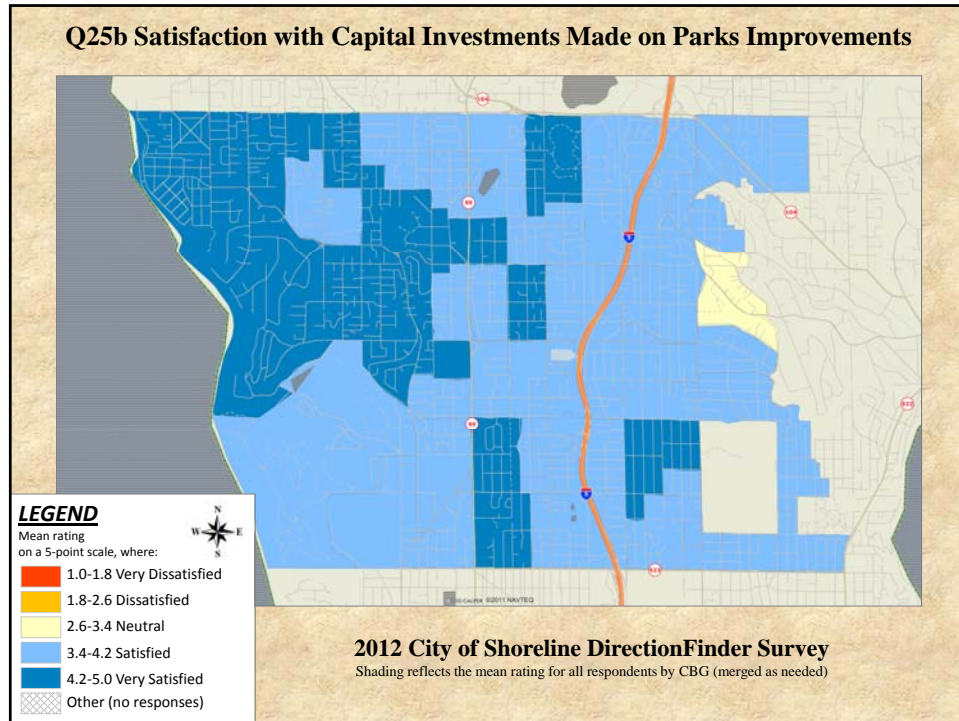 Q25b Satisfaction with Capital Investments Made on Parks Improvements
104
99
5
104
522
99
5
523
©2011 NAVTEQ
LEGEND
Mean rating
on a 5-point scale, where:
N
W E
S
1.0-1.8 Very Dissatisfied
1.8-2.6 Dissatisfied
2.6-3.4 Neutral
3.4-4.2 Satisfied
4.2-5.0 Very Satisfied
Other (no responses)
2012 City of Shoreline DirectionFinder Survey
Shading reflects the mean rating for all respondents by CBG (merged as needed)